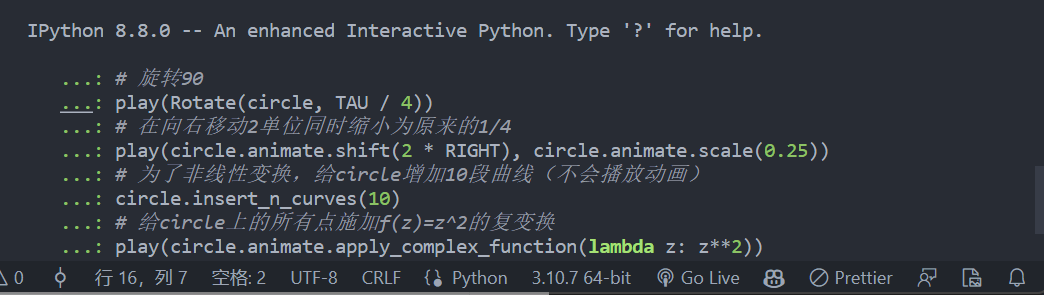 IPython 8.8.0 -- An enhanced Interactive Python. Type '?' for help.
...: # 旋转90
...: play(Rotate(circle, TAU / 4))
...: # 在向右移动2单位同时缩小为原来的1/4
...: play(circle.animate.shift(2 * RIGHT), circle.animate.scale(0.25))
...: # 为了非线性变换，给circle增加10段曲线（不会播放动画）
...: circle.insert_n_curves(10)
...: # 给circle上的所有点施加f(z)=z^2的复变换
...: play(circle.animate.apply_complex_function(lambda z: z**2))
0 行 16，列 7 空格: 2 UTF-8 CRLF Python 3.10.7 64-bit Go Live Prettier